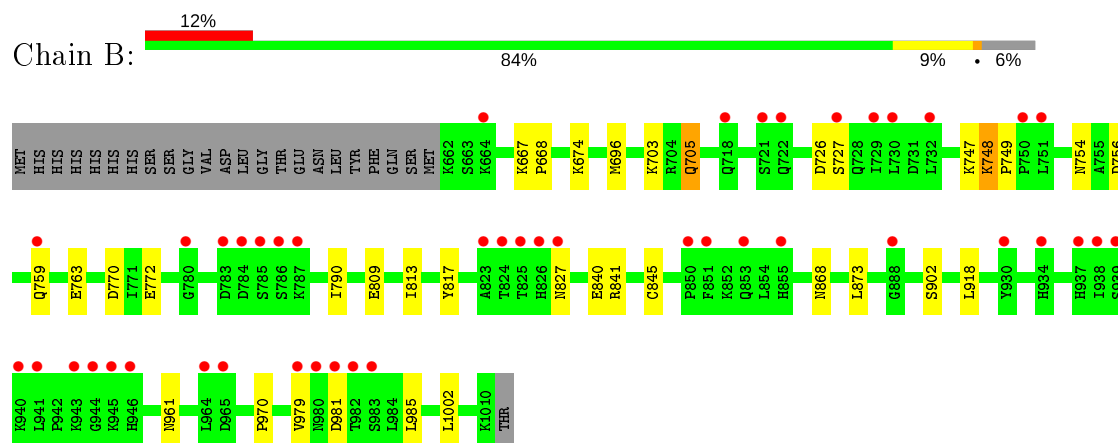 12%
Chain B:
84% 9% • 6%
MET HIS HIS HIS HIS HIS HIS SER SER GLY VAL ASP LEU GLY THR GLU ASN LEU TYR PHE GLN SER MET K662 S663 K664 K667 P668 K674 M696 K703 R704 Q705 Q718 S721 Q722 D726 S727 Q728 I729 L730 D731 L732 K747 K748 P749 P750 L751 N754 A755 D756
Q759 E763 D770 I771 E772 G780 D783 D784 S785 S786 K787 I790 E809 I813 Y817 A823 T824 T825 H826 N827 E840 R841 C845 P850 F851 K852 Q853 L854 H855 N868 L873 G888 S902 L918 Y930 H934 H937 I938 S939
K940 L941 P942 K943 G944 K945 H946 N961 L964 D965 P970 V979 N980 D981 T982 S983 L984 L985 L1002 K1010 THR